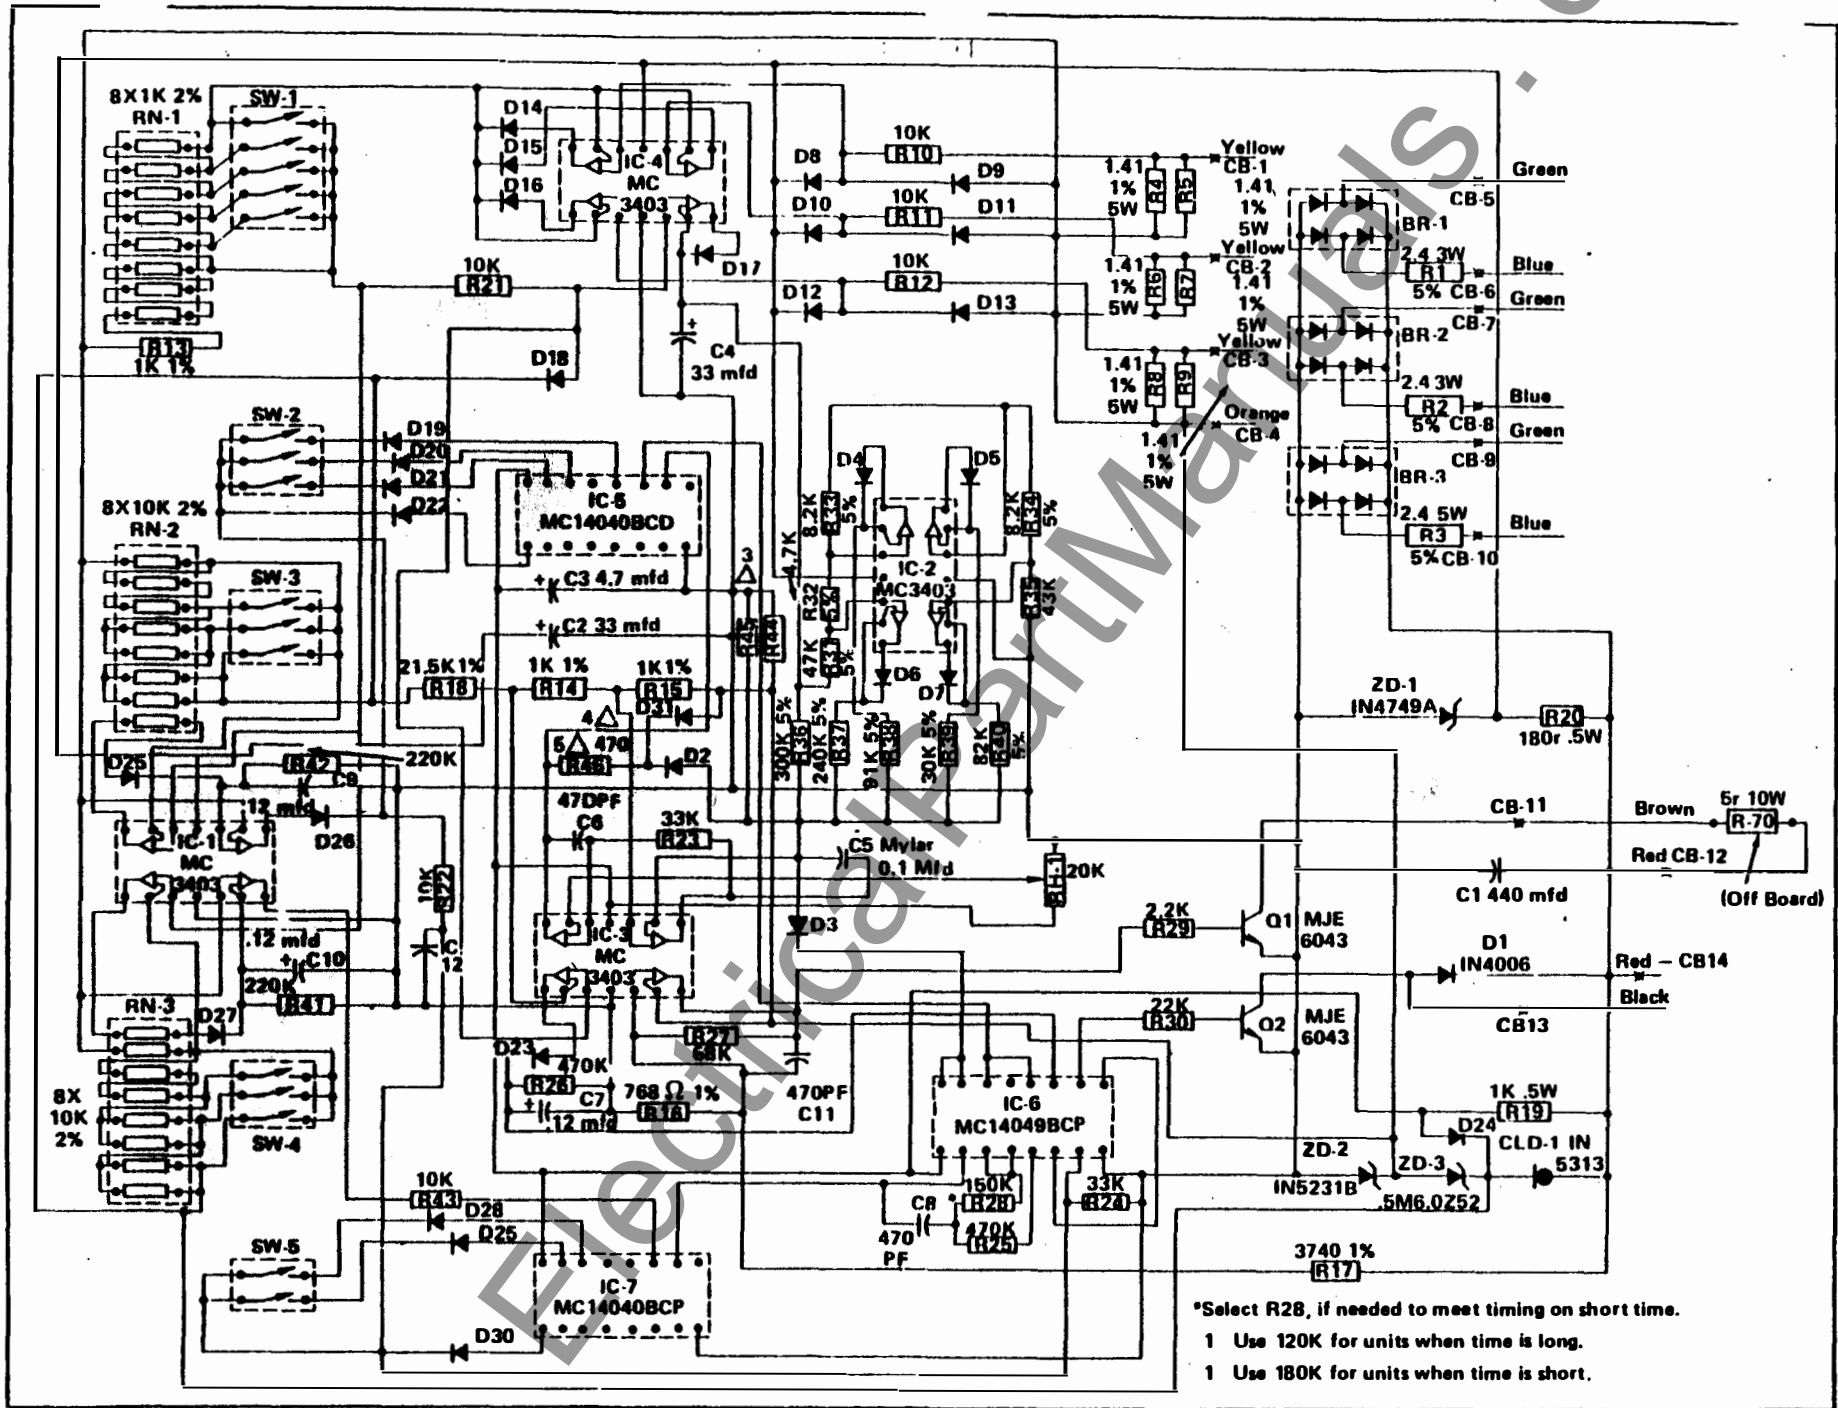 8X1K 2%
RN-1
SW-1
R13
1K 1%
D14
D15
D16
IC-4
MC
3403
D17
10K
R21
C4
33 mfd
D18
D8
D9
D10
D11
D12
D13
10K
R10
10K
R11
10K
R12
1.41
1%
5W
R4
R5
Yellow
CB-1
1.41
1%
5W
1.41
1%
5W
R6
R7
Yellow
CB-2
1.41
1%
5W
1.41
1%
5W
R8
R9
Yellow
CB-3
Orange
CB-4
1.41
1%
5W
Green
CB-5
BR-1
2.4 3W
R1
5%
CB-6
Blue
Green
CB-7
BR-2
2.4 3W
R2
5%
CB-8
Blue
Green
CB-9
BR-3
2.4 5W
R3
5%
CB-10
Blue
SW-2
D19
D20
D21
D22
8X10K 2%
RN-2
SW-3
IC-5
MC14040BCD
C3 4.7 mfd
C2 33 mfd
3
R45
R44
4.7K
8.2K
R33
5%
R32
47K
5%
D4
D5
IC-2
MC3403
D6
D7
8.2K
R34
5%
R35
43K
21.5K 1%
R18
1K 1%
R14
1K 1%
R15
D31
4
5
470
R46
D2
300K 5%
R36
240K 5%
R37
91K 5%
R38
30K 5%
R39
82K
R40
5%
ZD-1
IN4749A
R20
180r .5W
D25
R42
220K
C9
.12 mfd
D26
IC-1
MC
3403
.12 mfd
C10
220K
R41
10K
R22
C
12
47DPF
C6
33K
R23
C5 Mylar
0.1 Mfd
RH-1
20K
D3
IC-3
MC
3403
CB-11
Brown
5r 10W
R-70
Red CB-12
C1 440 mfd
(Off Board)
2.2K
R29
Q1
MJE
6043
D1
IN4006
Red - CB14
Black
CB13
22K
R30
Q2
MJE
6043
RN-3
D27
8X
10K
2%
SW-4
D23
470K
R26
C7
12 mfd
R27
68K
768 Ω 1%
R16
470PF
C11
IC-6
MC14049BCP
1K .5W
R19
D24
CLD-1 IN
5313
ZD-2
IN5231B
ZD-3
.5M6.0Z52
10K
R43
D28
D25
SW-5
IC-7
MC14040BCP
D30
C8
470
PF
150K
*
R28
470K
R25
33K
R24
3740 1%
R17
*Select R28, if needed to meet timing on short time.
1 Use 120K for units when time is long.
1 Use 180K for units when time is short.
ElectricalPartManuals . c